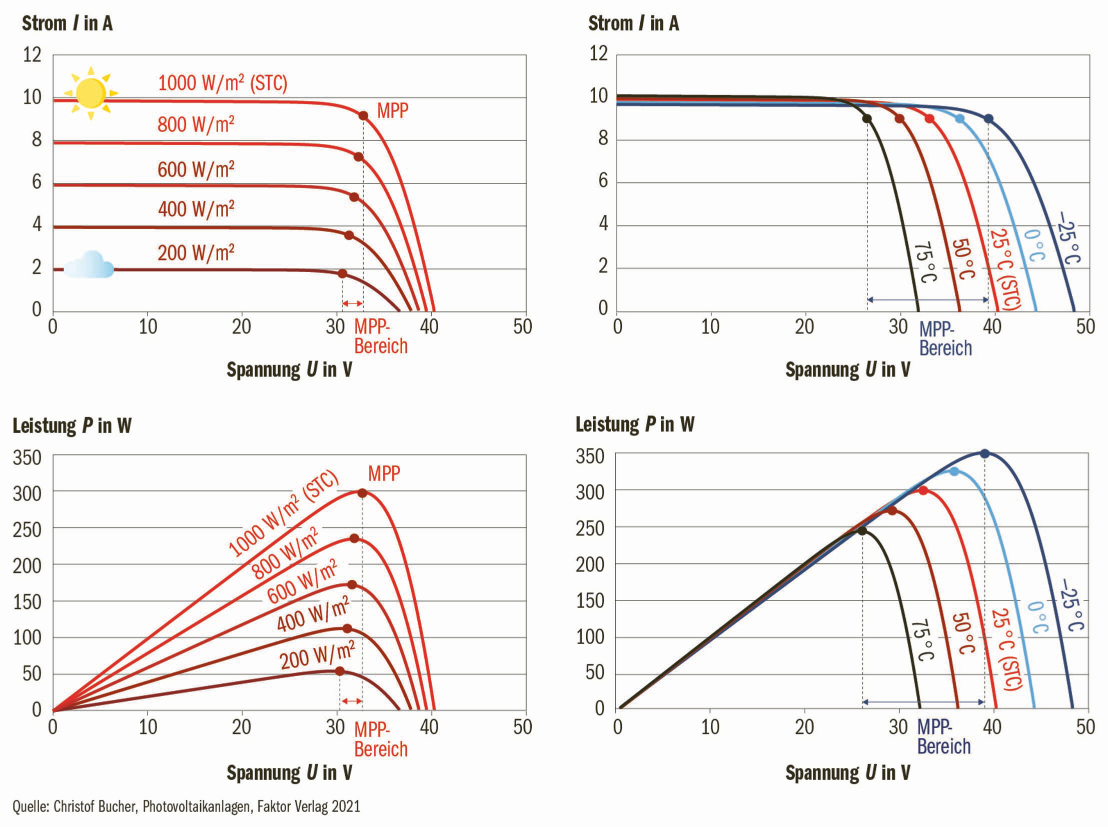 Strom I in A
12
10
8
6
4
2
0
1000 W/m² (STC)
MPP
800 W/m²
600 W/m²
400 W/m²
200 W/m²
0 10 20 30 40 50
MPP-
Bereich
Spannung U in V
Strom I in A
12
10
8
6
4
2
0
75 °C
50 °C
25 °C (STC)
0 °C
–25 °C
0 10 20 30 40 50
MPP-
Bereich
Spannung U in V
Leistung P in W
350
300
250
200
150
100
50
0
MPP
1000 W/m² (STC)
800 W/m²
600 W/m²
400 W/m²
200 W/m²
0 10 20 30 40 50
MPP-
Bereich
Spannung U in V
Leistung P in W
350
300
250
200
150
100
50
0
75 °C
50 °C
25 °C (STC)
0 °C
–25 °C
0 10 20 30 40 50
MPP-
Bereich
Spannung U in V
Quelle: Christof Bucher, Photovoltaikanlagen, Faktor Verlag 2021